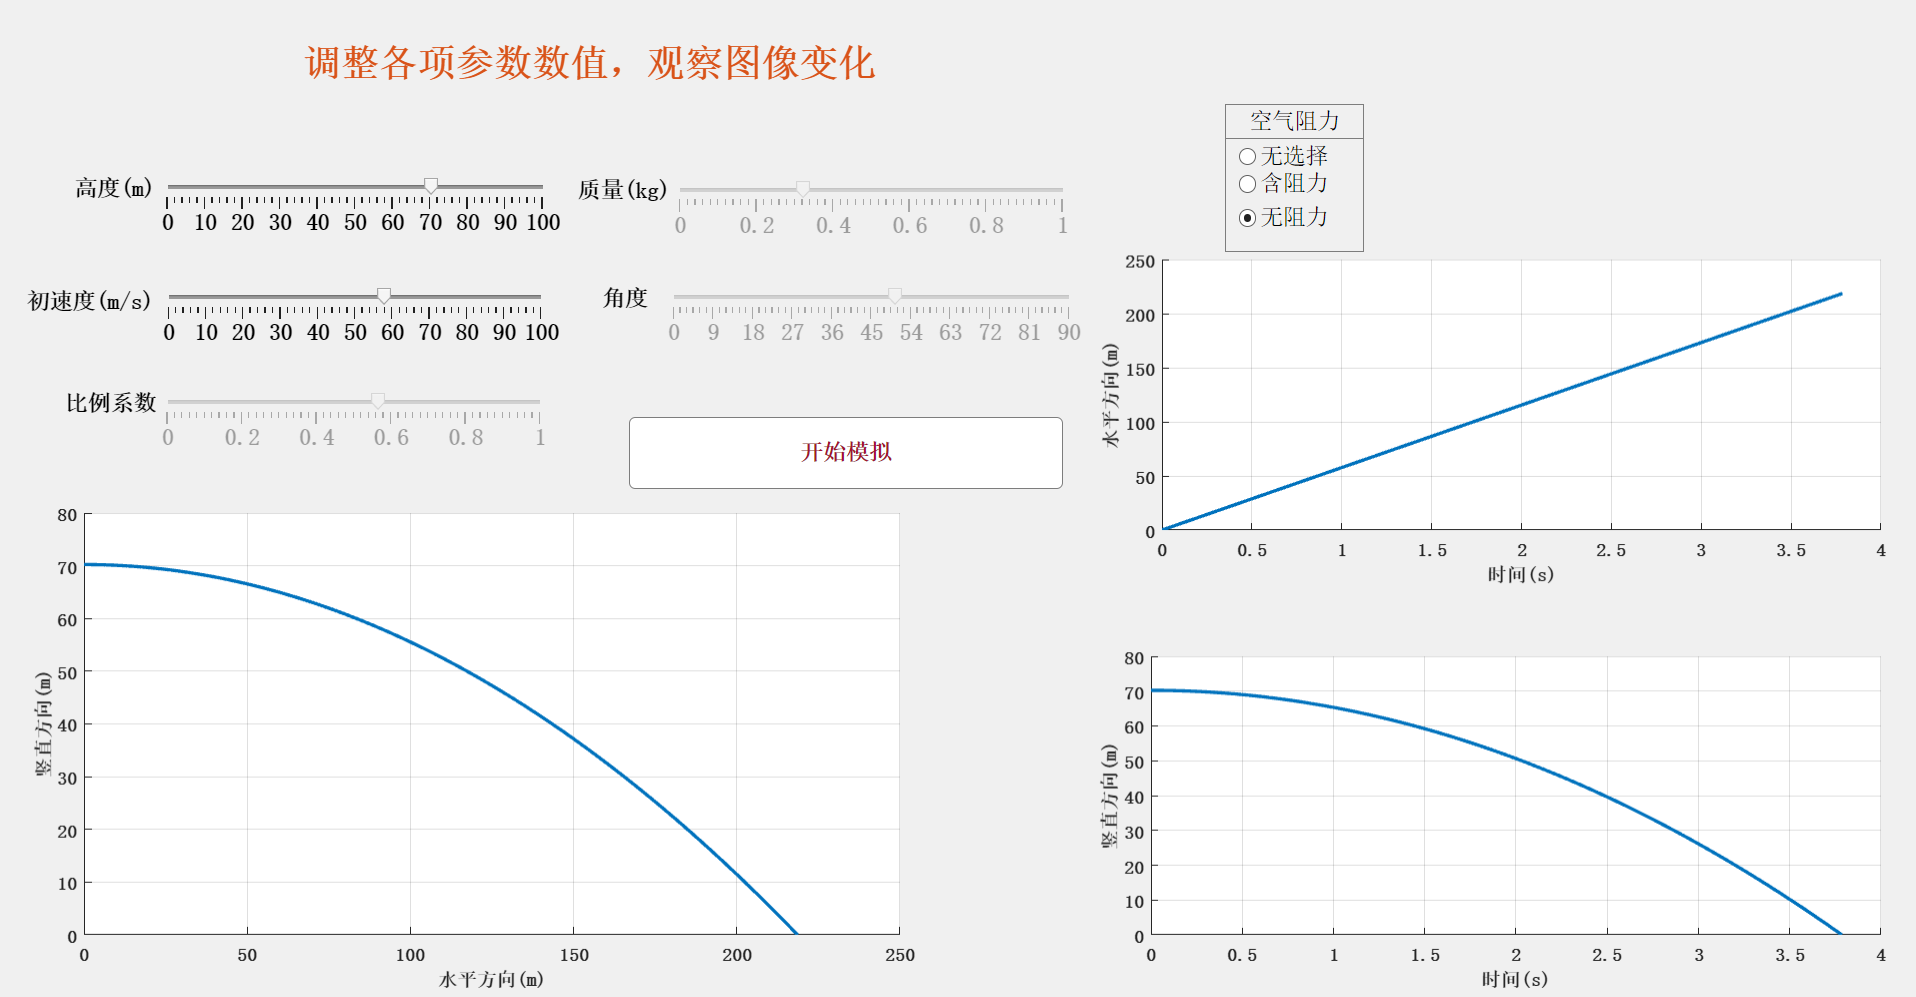 调整各项参数数值，观察图像变化
空气阻力
无选择
含阻力
无阻力
高度(m)
0 10 20 30 40 50 60 70 80 90 100
质量(kg)
0 0.2 0.4 0.6 0.8 1
初速度(m/s)
0 10 20 30 40 50 60 70 80 90 100
角度
0 9 18 27 36 45 54 63 72 81 90
比例系数
0 0.2 0.4 0.6 0.8 1
开始模拟
250
200
150
100
50
0
水平方向(m)
0 0.5 1 1.5 2 2.5 3 3.5 4
时间(s)
80
70
60
50
40
30
20
10
0
竖直方向(m)
0 50 100 150 200 250
水平方向(m)
80
70
60
50
40
30
20
10
0
竖直方向(m)
0 0.5 1 1.5 2 2.5 3 3.5 4
时间(s)